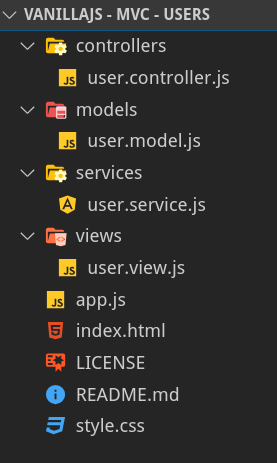 VANILLAJS - MVC - USERS
controllers
JS user.controller.js
models
JS user.model.js
services
user.service.js
views
JS user.view.js
JS app.js
index.html
LICENSE
README.md
style.css